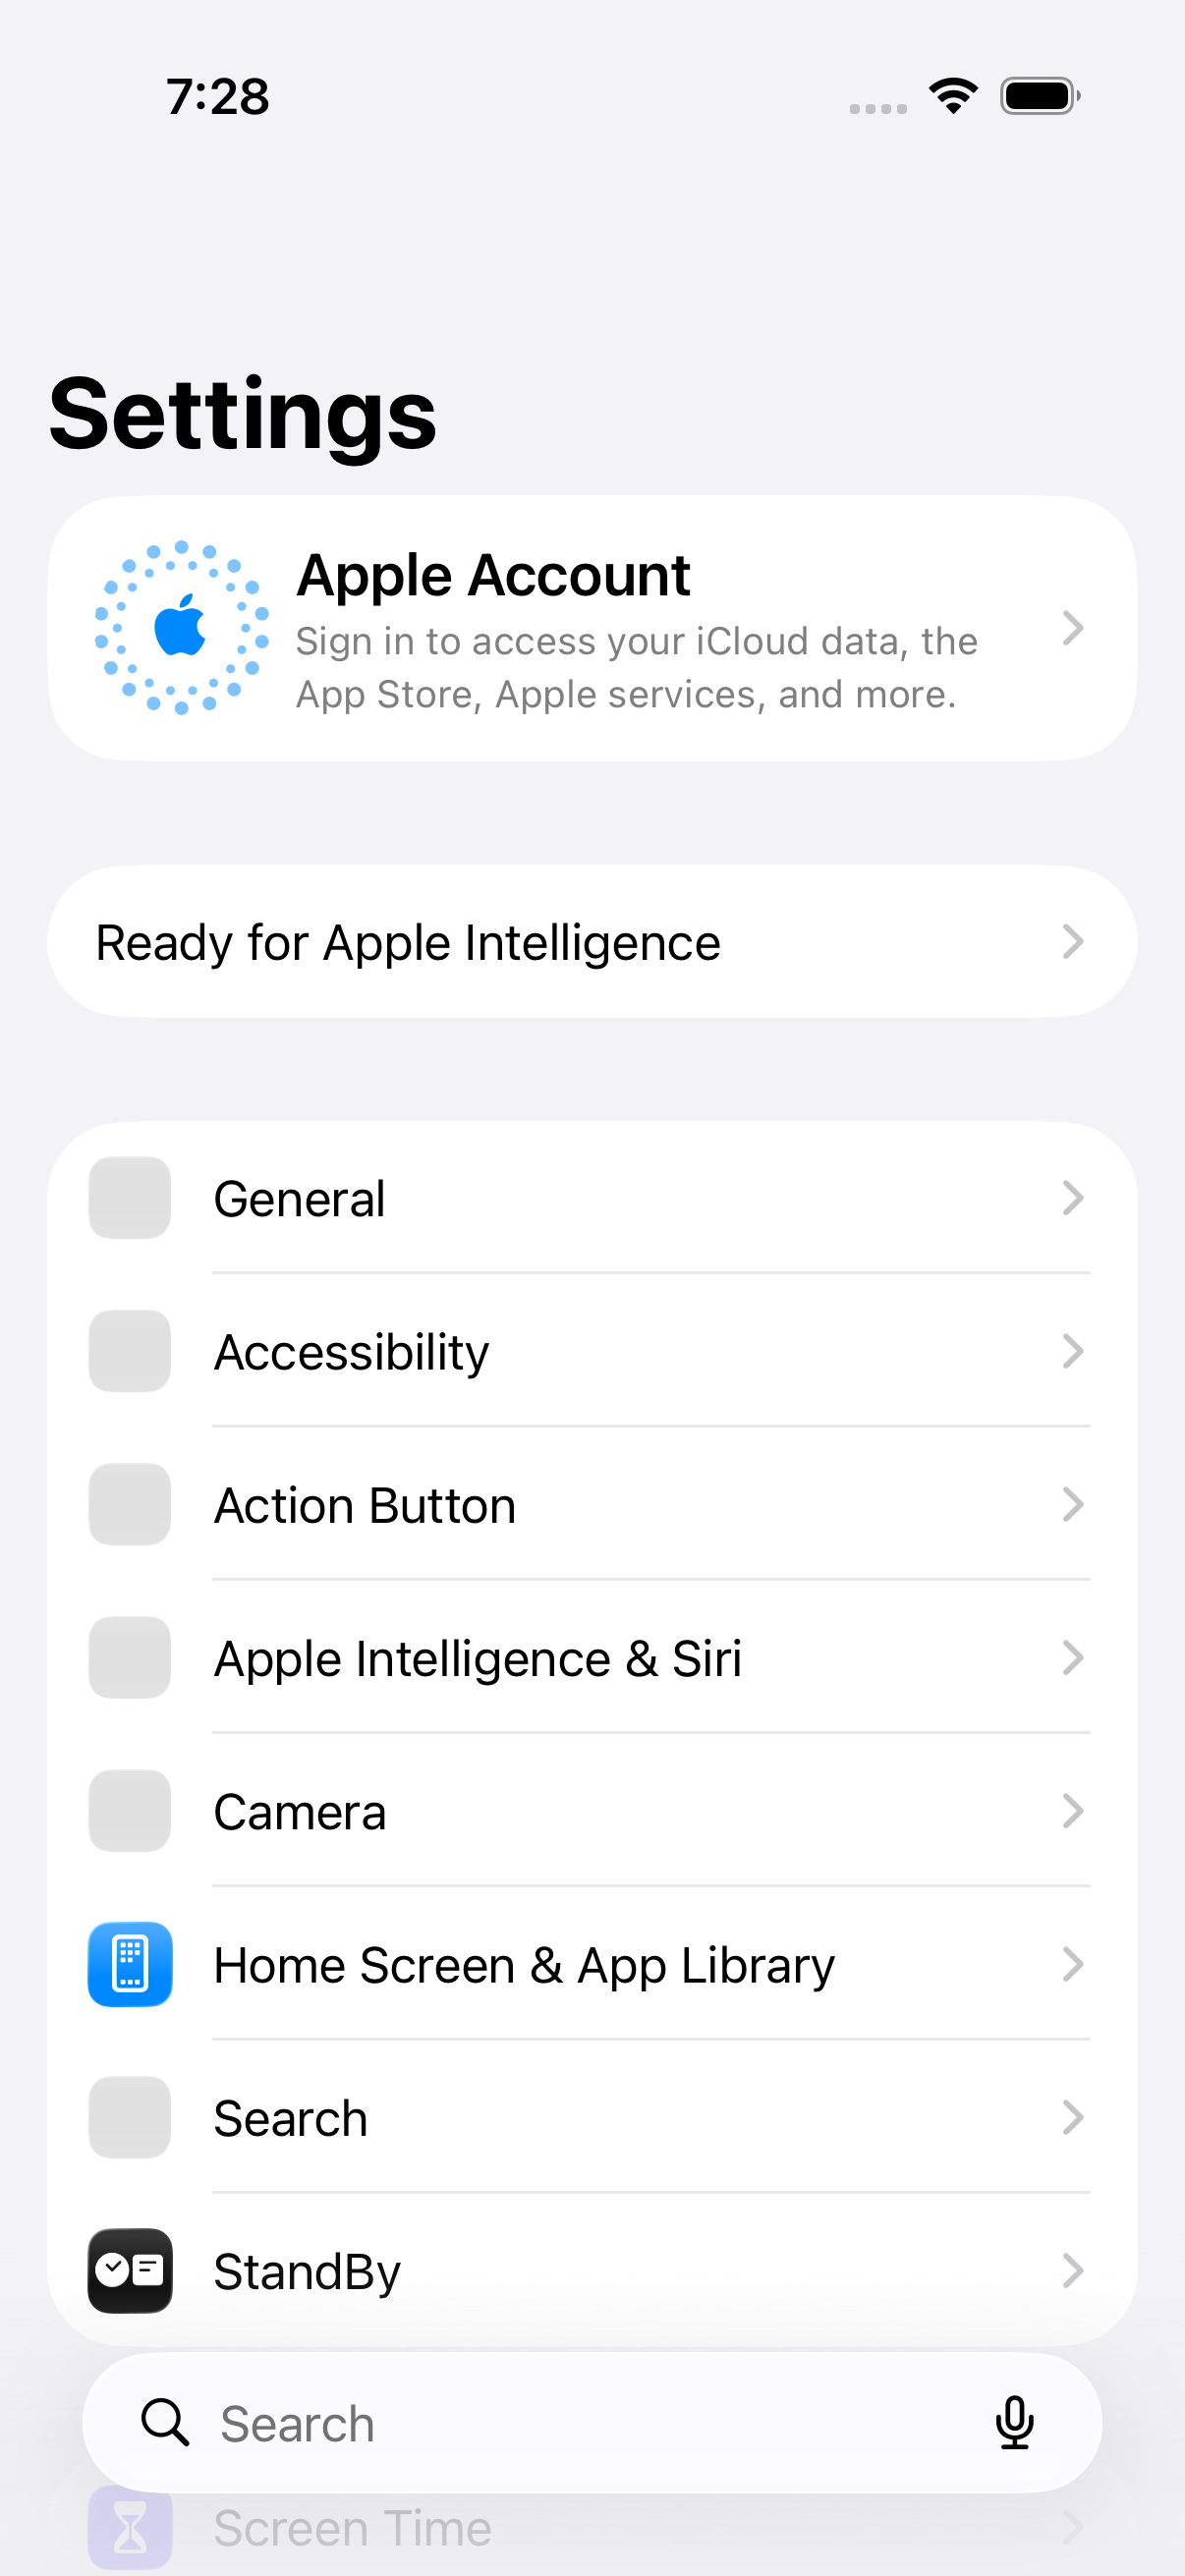 7:28
Settings
Apple Account
Sign in to access your iCloud data, the
App Store, Apple services, and more.
Ready for Apple Intelligence
General
Accessibility
Action Button
Apple Intelligence & Siri
Camera
Home Screen & App Library
Search
StandBy
Search
Screen Time